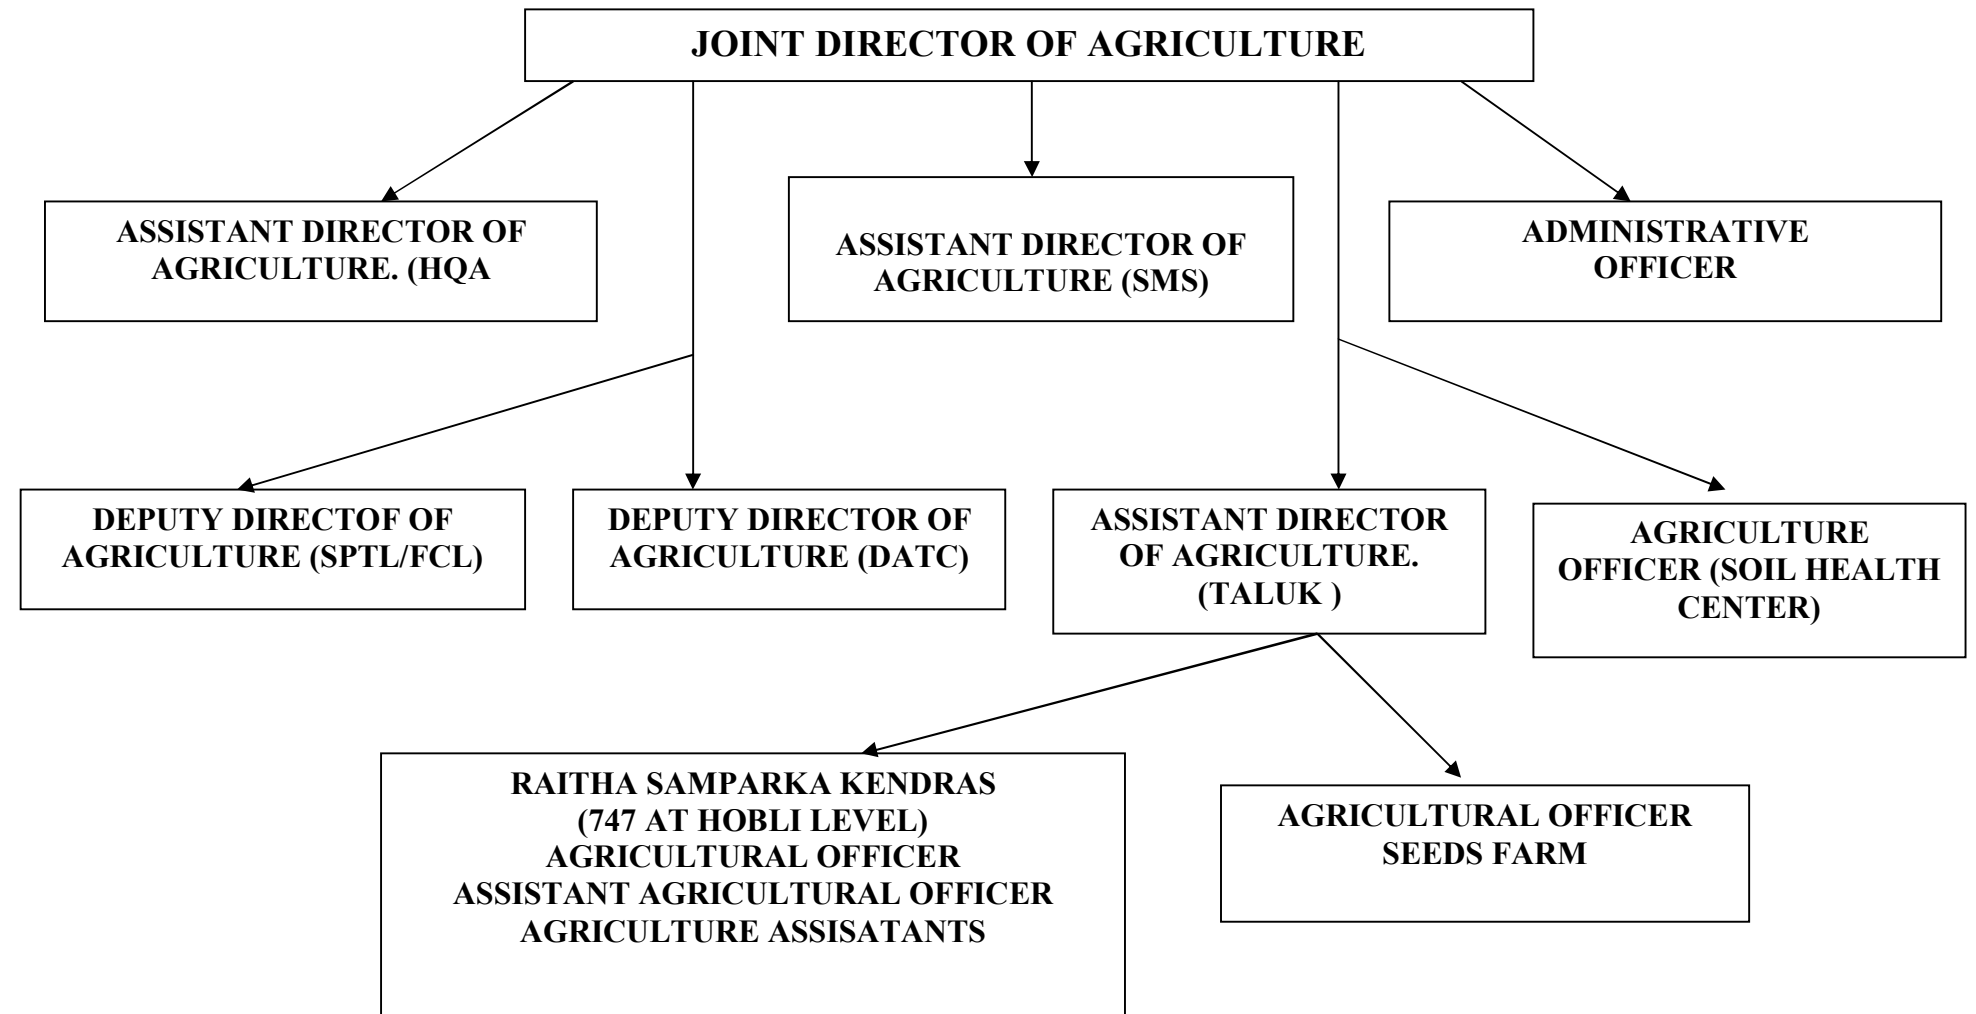 JOINT DIRECTOR OF AGRICULTURE
ASSISTANT DIRECTOR OF
AGRICULTURE. (HQA
ASSISTANT DIRECTOR OF
AGRICULTURE (SMS)
ADMINISTRATIVE
OFFICER
DEPUTY DIRECTOF OF
AGRICULTURE (SPTL/FCL)
DEPUTY DIRECTOR OF
AGRICULTURE (DATC)
ASSISTANT DIRECTOR
OF AGRICULTURE.
(TALUK )
AGRICULTURE
OFFICER (SOIL HEALTH
CENTER)
RAITHA SAMPARKA KENDRAS
(747 AT HOBLI LEVEL)
AGRICULTURAL OFFICER
ASSISTANT AGRICULTURAL OFFICER
AGRICULTURE ASSISATANTS
AGRICULTURAL OFFICER
SEEDS FARM